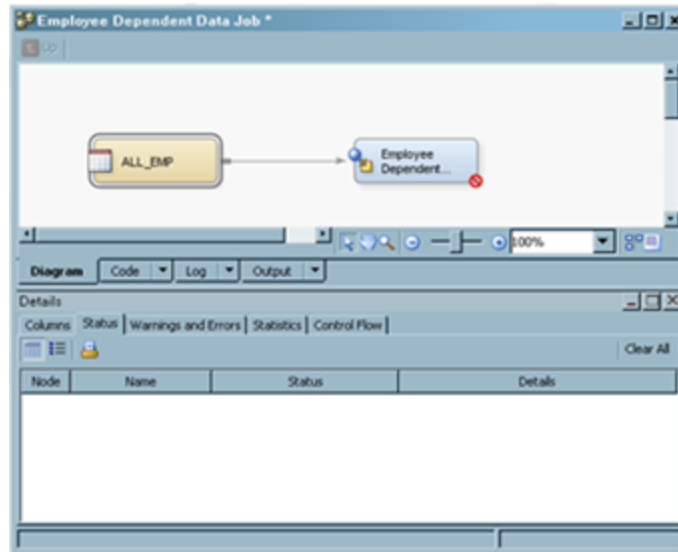 Employee Dependent Data Job *
Up
ALL_EMP
Employee
Dependent...
100%
Diagram Code Log Output
Details
Columns Status Warnings and Errors Statistics Control Flow
Clear All
Node Name Status Details